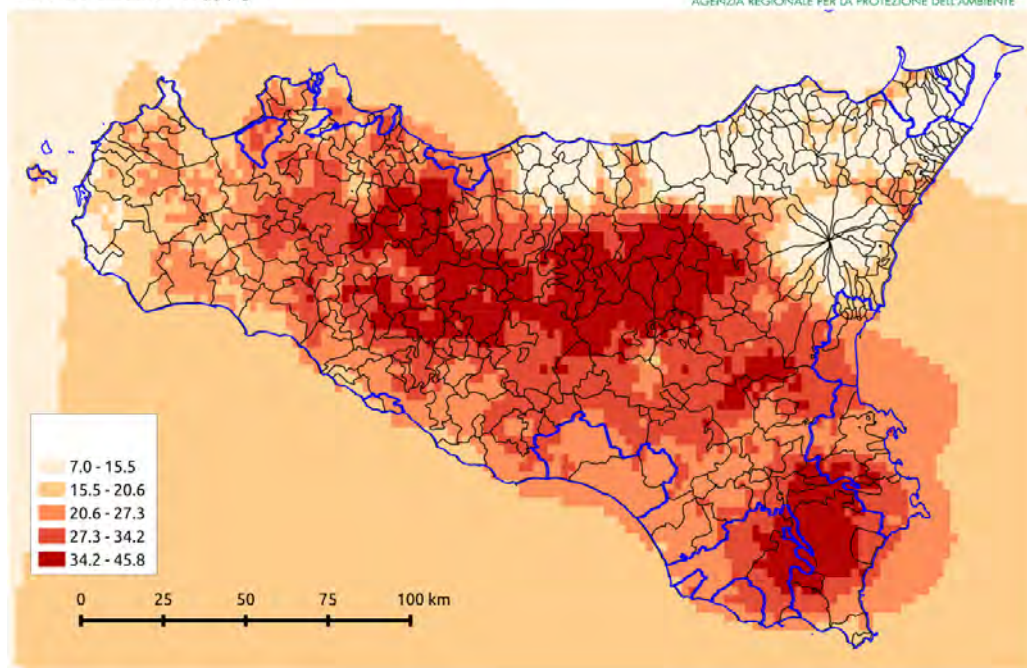 AGENZIA REGIONALE PER LA PROTEZIONE DELL'AMBIENTE
7.0 - 15.5
15.5 - 20.6
20.6 - 27.3
27.3 - 34.2
34.2 - 45.8
0 25 50 75 100 km